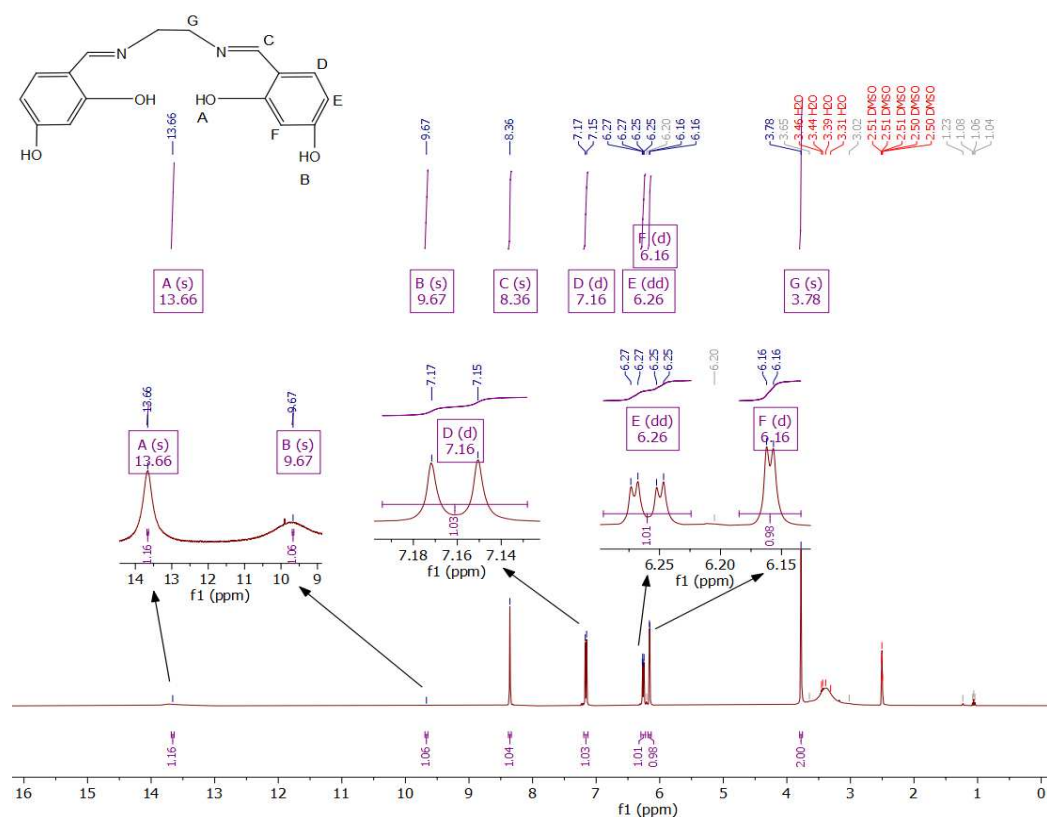 G
N
N
C
D
OH
HO
A
E
F
HO
B
13.66
9.67
8.36
7.17
7.15
6.27
6.27
6.25
6.25
6.20
6.16
6.16
3.78
3.65
3.46 H2O
3.44 H2O
3.39 H2O
3.31 H2O
3.02
2.51 DMSO
2.51 DMSO
2.51 DMSO
2.50 DMSO
2.50 DMSO
1.23
1.08
1.06
1.04
F (d)
6.16
A (s)
13.66
B (s)
9.67
C (s)
8.36
D (d)
7.16
E (dd)
6.26
G (s)
3.78
13.66
9.67
A (s)
13.66
B (s)
9.67
1.16
1.06
14 13 12 11 10 9
f1 (ppm)
7.17
7.15
D (d)
7.16
1.03
7.18 7.16 7.14
f1 (ppm)
6.27
6.27
6.25
6.25
6.20
6.16
6.16
E (dd)
6.26
F (d)
6.16
1.01
0.98
6.25 6.20 6.15
f1 (ppm)
1.16
1.06
1.04
1.03
1.01
0.98
2.00
16 15 14 13 12 11 10 9 8 7 6 5 4 3 2 1 0
f1 (ppm)